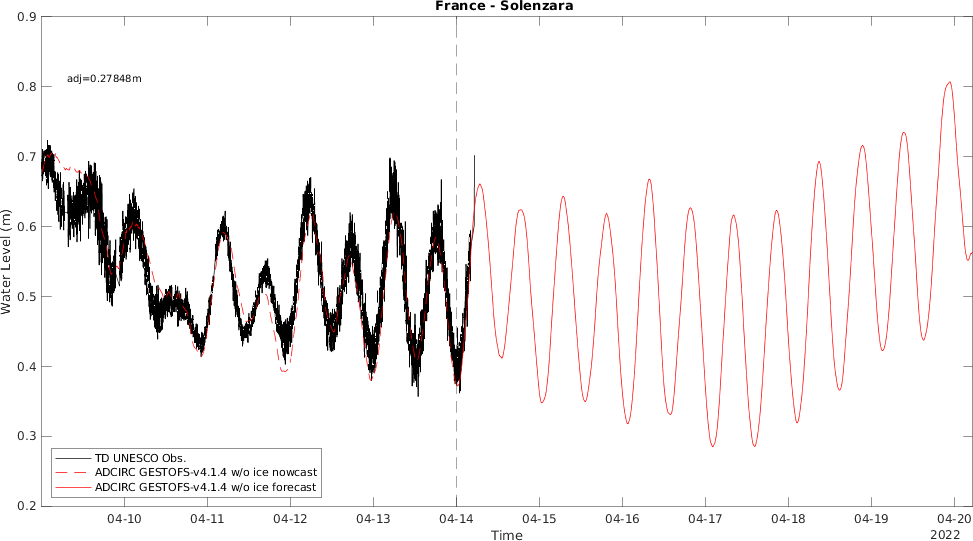 France - Solenzara
0.9
0.8
0.7
0.6
0.5
0.4
0.3
0.2
Water Level (m)
adj=0.27848m
TD UNESCO Obs.
ADCIRC GESTOFS-v4.1.4 w/o ice nowcast
ADCIRC GESTOFS-v4.1.4 w/o ice forecast
04-10 04-11 04-12 04-13 04-14 04-15 04-16 04-17 04-18 04-19 04-20
Time
2022